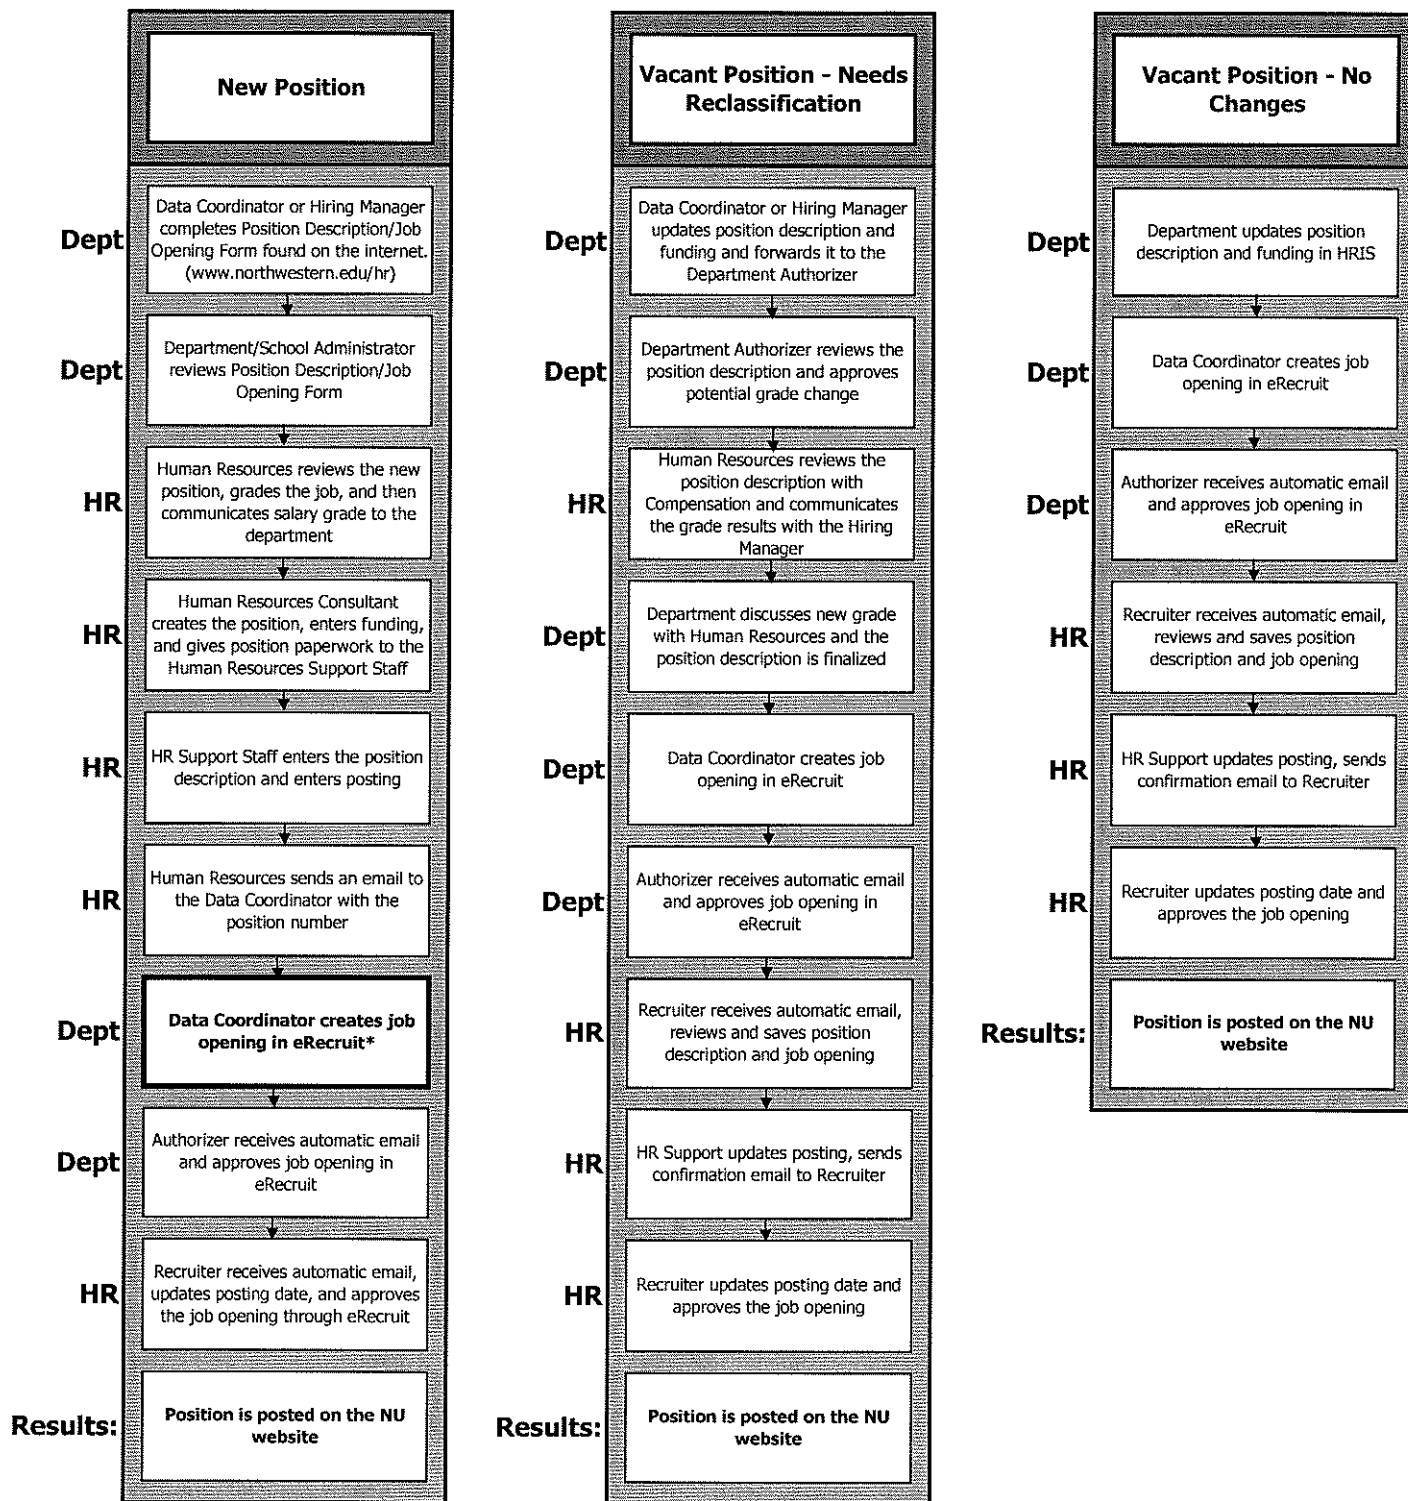 New Position
Dept
Data Coordinator or Hiring Manager
completes Position Description/Job
Opening Form found on the internet.
(www.northwestern.edu/hr)
Dept
Department/School Administrator
reviews Position Description/Job
Opening Form
HR
Human Resources reviews the new
position, grades the job, and then
communicates salary grade to the
department
HR
Human Resources Consultant
creates the position, enters funding,
and gives position paperwork to the
Human Resources Support Staff
HR
HR Support Staff enters the position
description and enters posting
HR
Human Resources sends an email to
the Data Coordinator with the
position number
Dept
Data Coordinator creates job
opening in eRecruit*
Dept
Authorizer receives automatic email
and approves job opening in
eRecruit
HR
Recruiter receives automatic email,
updates posting date, and approves
the job opening through eRecruit
Results:
Position is posted on the NU
website
Vacant Position - Needs
Reclassification
Dept
Data Coordinator or Hiring Manager
updates position description and
funding and forwards it to the
Department Authorizer
Dept
Department Authorizer reviews the
position description and approves
potential grade change
HR
Human Resources reviews the
position description with
Compensation and communicates
the grade results with the Hiring
Manager
Dept
Department discusses new grade
with Human Resources and the
position description is finalized
Dept
Data Coordinator creates job
opening in eRecruit
Dept
Authorizer receives automatic email
and approves job opening in
eRecruit
HR
Recruiter receives automatic email,
reviews and saves position
description and job opening
HR
HR Support updates posting, sends
confirmation email to Recruiter
HR
Recruiter updates posting date and
approves the job opening
Results:
Position is posted on the NU
website
Vacant Position - No
Changes
Dept
Department updates position
description and funding in HRIS
Dept
Data Coordinator creates job
opening in eRecruit
Dept
Authorizer receives automatic email
and approves job opening in
eRecruit
HR
Recruiter receives automatic email,
reviews and saves position
description and job opening
HR
HR Support updates posting, sends
confirmation email to Recruiter
HR
Recruiter updates posting date and
approves the job opening
Results:
Position is posted on the NU
website